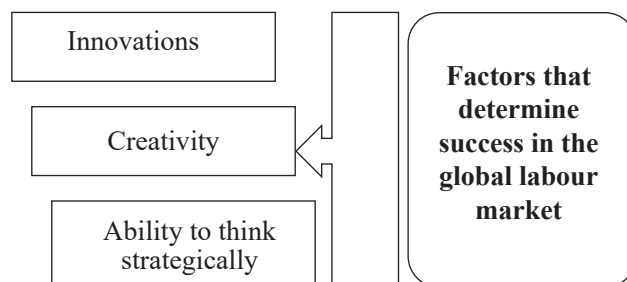 Innovations
Creativity
Ability to think
strategically
Factors that
determine
success in the
global labour
market